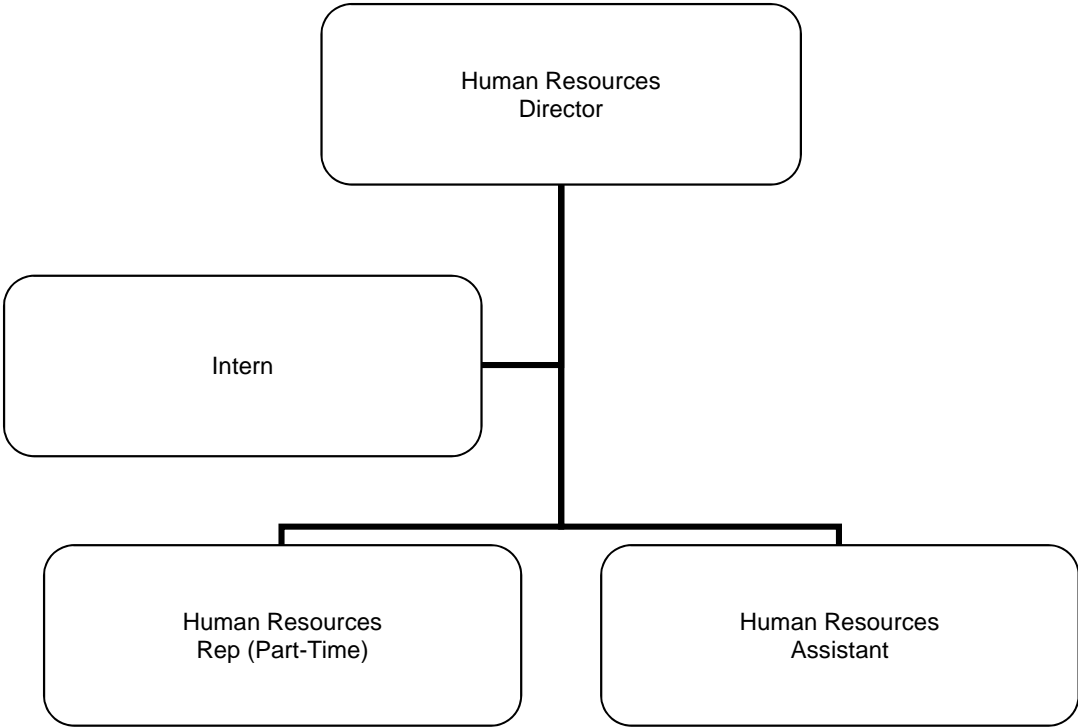 Human Resources
Director
Intern
Human Resources
Rep (Part-Time)
Human Resources
Assistant